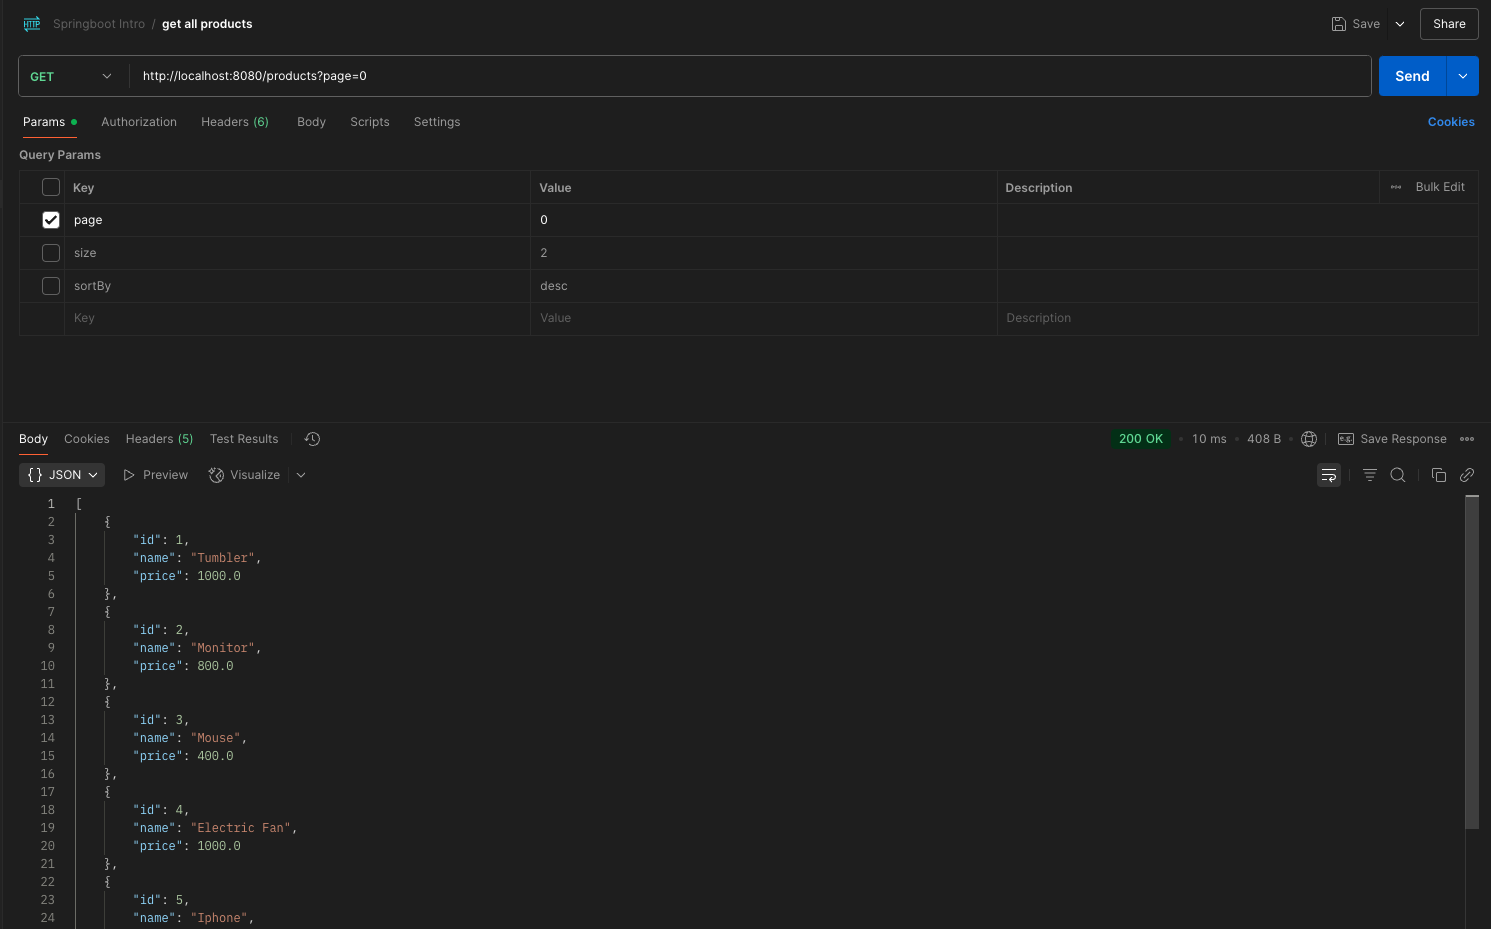 HTTP Springboot Intro / get all products Save Share
GET http://localhost:8080/products?page=0 Send
Params Authorization Headers (6) Body Scripts Settings Cookies
Query Params
Key Value Description Bulk Edit
page 0
size 2
sortBy desc
Key Value Description
Body Cookies Headers (5) Test Results 200 OK 10 ms 408 B e.g. Save Response
{} JSON Preview Visualize
1 [
2 {
3 "id": 1,
4 "name": "Tumbler",
5 "price": 1000.0
6 },
7 {
8 "id": 2,
9 "name": "Monitor",
10 "price": 800.0
11 },
12 {
13 "id": 3,
14 "name": "Mouse",
15 "price": 400.0
16 },
17 {
18 "id": 4,
19 "name": "Electric Fan",
20 "price": 1000.0
21 },
22 {
23 "id": 5,
24 "name": "Iphone",